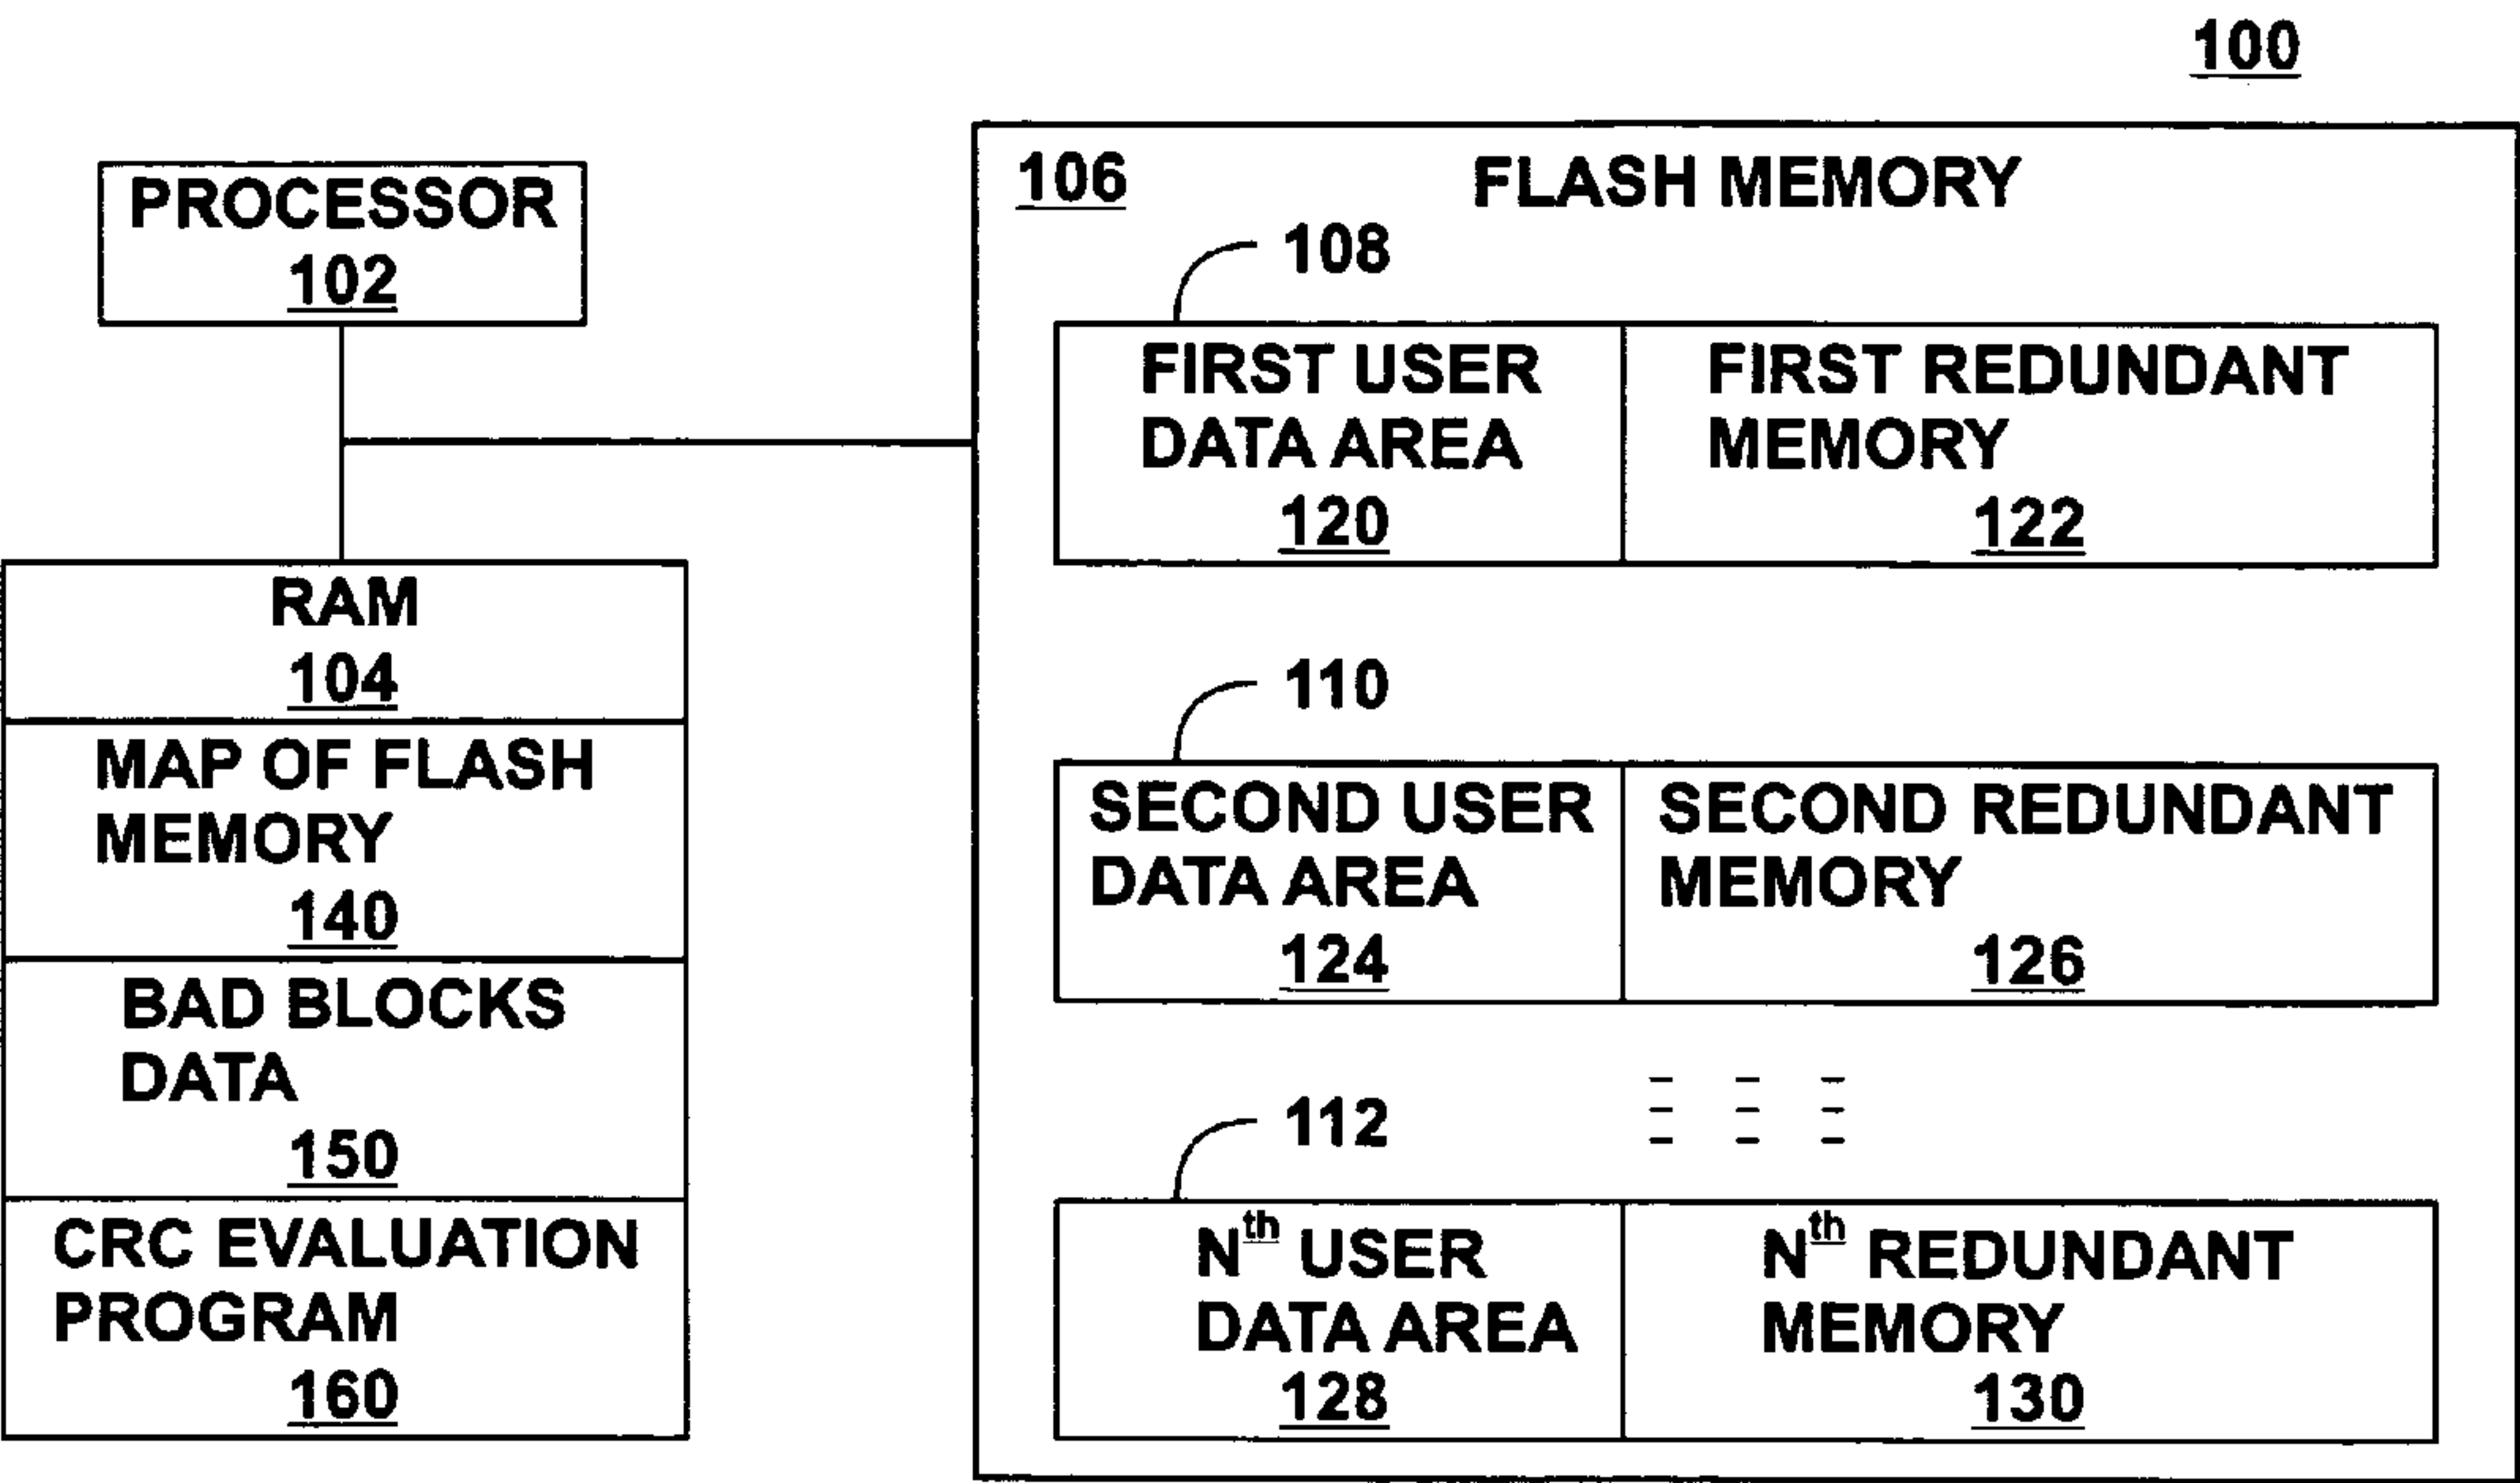 100
PROCESSOR
102
RAM
104
MAP OF FLASH
MEMORY
140
BAD BLOCKS
DATA
150
CRC EVALUATION
PROGRAM
160
106
FLASH MEMORY
108
FIRST USER
DATA AREA
120
FIRST REDUNDANT
MEMORY
122
110
SECOND USER
DATA AREA
124
SECOND REDUNDANT
MEMORY
126
112
Nth USER
DATA AREA
128
Nth REDUNDANT
MEMORY
130